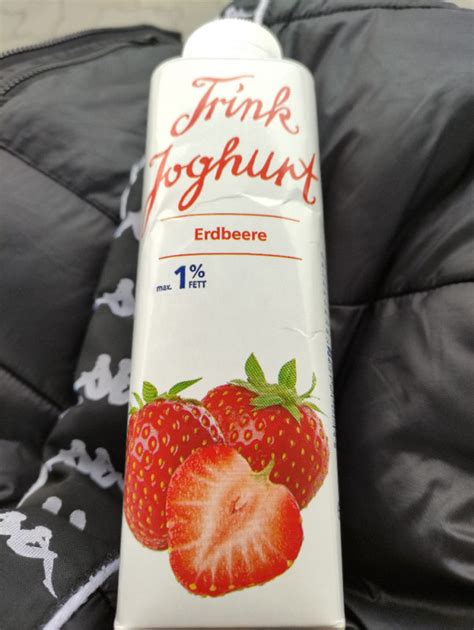 Trink
Joghurt
Erdbeere
max. 1% FETT